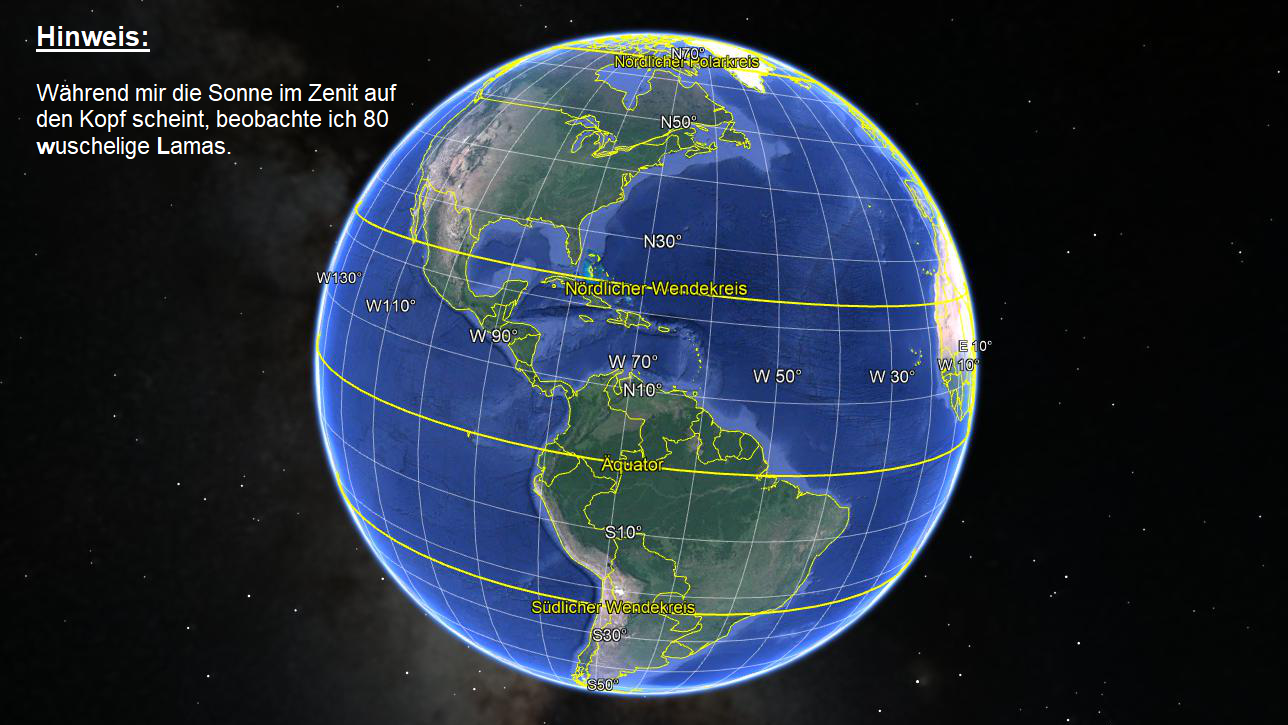 Hinweis:
Während mir die Sonne im Zenit auf
den Kopf scheint, beobachte ich 80
wuschelige Lamas.
N70°
Nördlicher Polarkreis
N50°
N30°
W130°
Nördlicher Wendekreis
W110°
W 90°
E 10°
W 70°
W 10°
W 50°
W 30°
N10°
Äquator
S10°
Südlicher Wendekreis
S30°
S50°